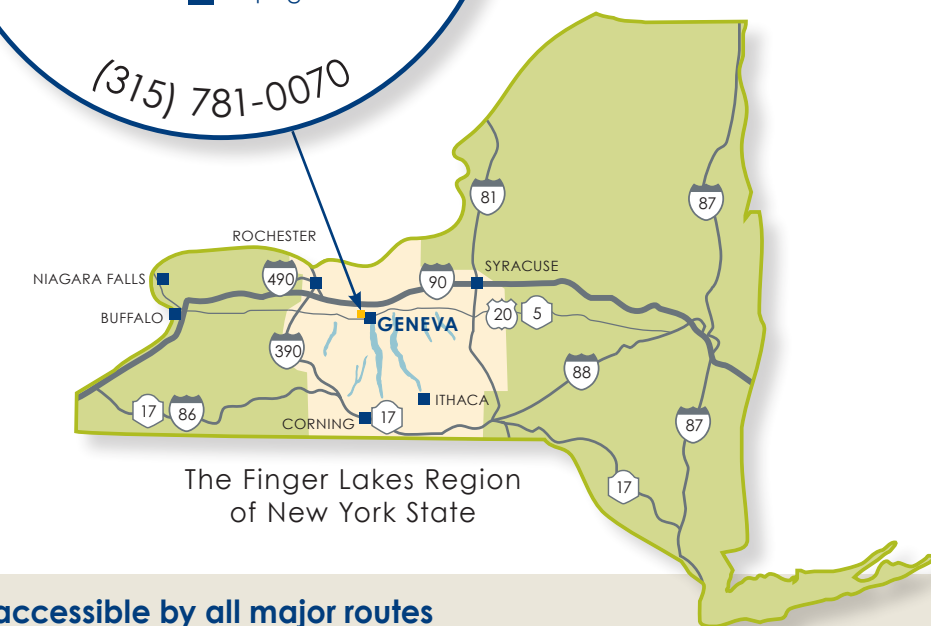 (315) 781-0070
81
87
ROCHESTER
SYRACUSE
NIAGARA FALLS
490
90
BUFFALO
GENEVA
20
5
390
88
ITHACA
17
86
CORNING
17
87
The Finger Lakes Region
of New York State
17
accessible by all major routes